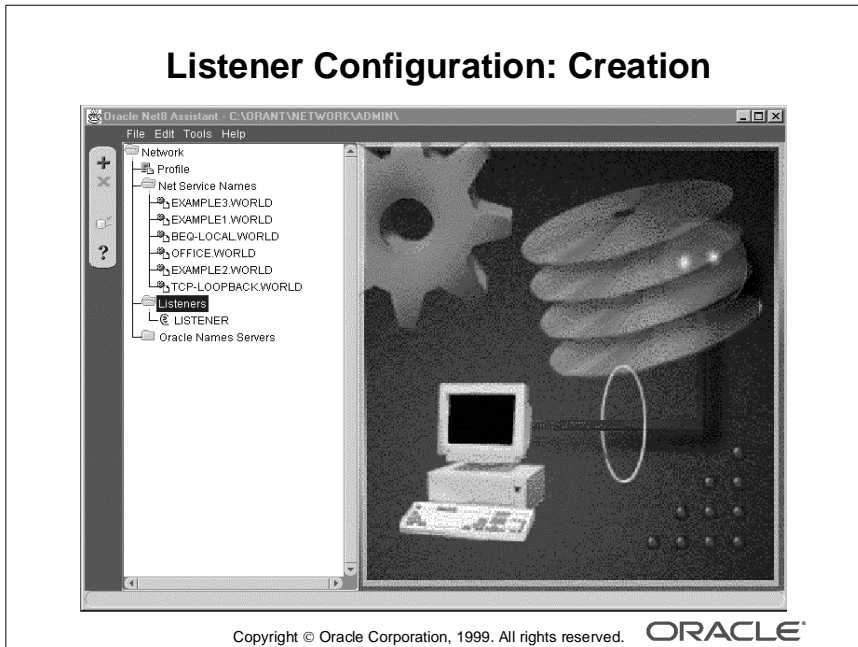 Listener Configuration: Creation
Oracle Net8 Assistant - C:\ORANT\NETWORK\ADMIN\
File Edit Tools Help
Network
Profile
Net Service Names
EXAMPLE3.WORLD
EXAMPLE1.WORLD
BEQ-LOCAL.WORLD
OFFICE.WORLD
EXAMPLE2.WORLD
TCP-LOOPBACK.WORLD
Listeners
LISTENER
Oracle Names Servers
Copyright © Oracle Corporation, 1999. All rights reserved. ORACLE®